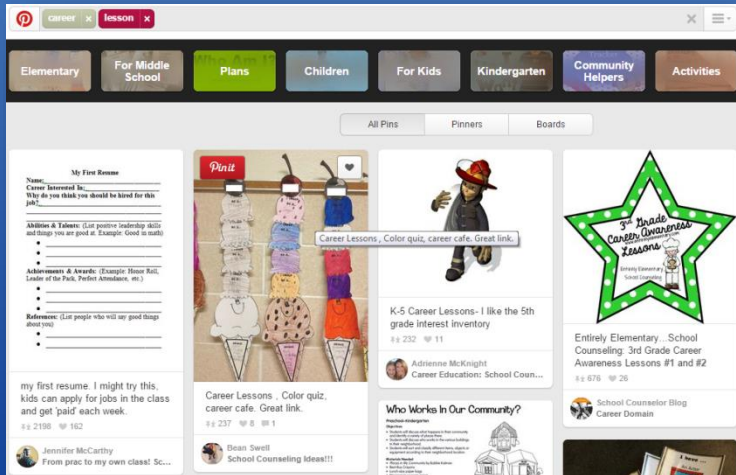 career x lesson x
Elementary
For Middle
School
Plans
Children
For Kids
Kindergarten
Community
Helpers
Activities
All Pins
Pinners
Boards
My First Resume
Name:
Career Interested In:
Why do you think you should be hired for this
job?
Abilities & Talents: (List positive leadership skills
and things you are good at. Example: Good in math)
Achievements & Awards: (Example: Honor Roll,
Leader of the Pack, Perfect Attendance, etc.)
References: (List people who will say good things
about you)
my first resume. I might try this,
kids can apply for jobs in the class
and get 'paid' each week.
2198 162
Jennifer McCarthy
From prac to my own class! Sc...
Pin it
Career Lessons , Color quiz, career cafe. Great link.
Career Lessons , Color quiz,
career cafe. Great link.
237 8 1
Bean Swell
School Counseling Ideas!!!
K-5 Career Lessons- I like the 5th
grade interest inventory
232 11
Adrienne McKnight
Career Education: School Coun...
Who Works In Our Community?
Preschool-Kindergarten
Objectives
3rd Grade
Career Awareness
Lessons
Entirely Elementary
School Counseling
Entirely Elementary...School
Counseling: 3rd Grade Career
Awareness Lessons #1 and #2
676 26
School Counselor Blog
Career Domain
I have ...